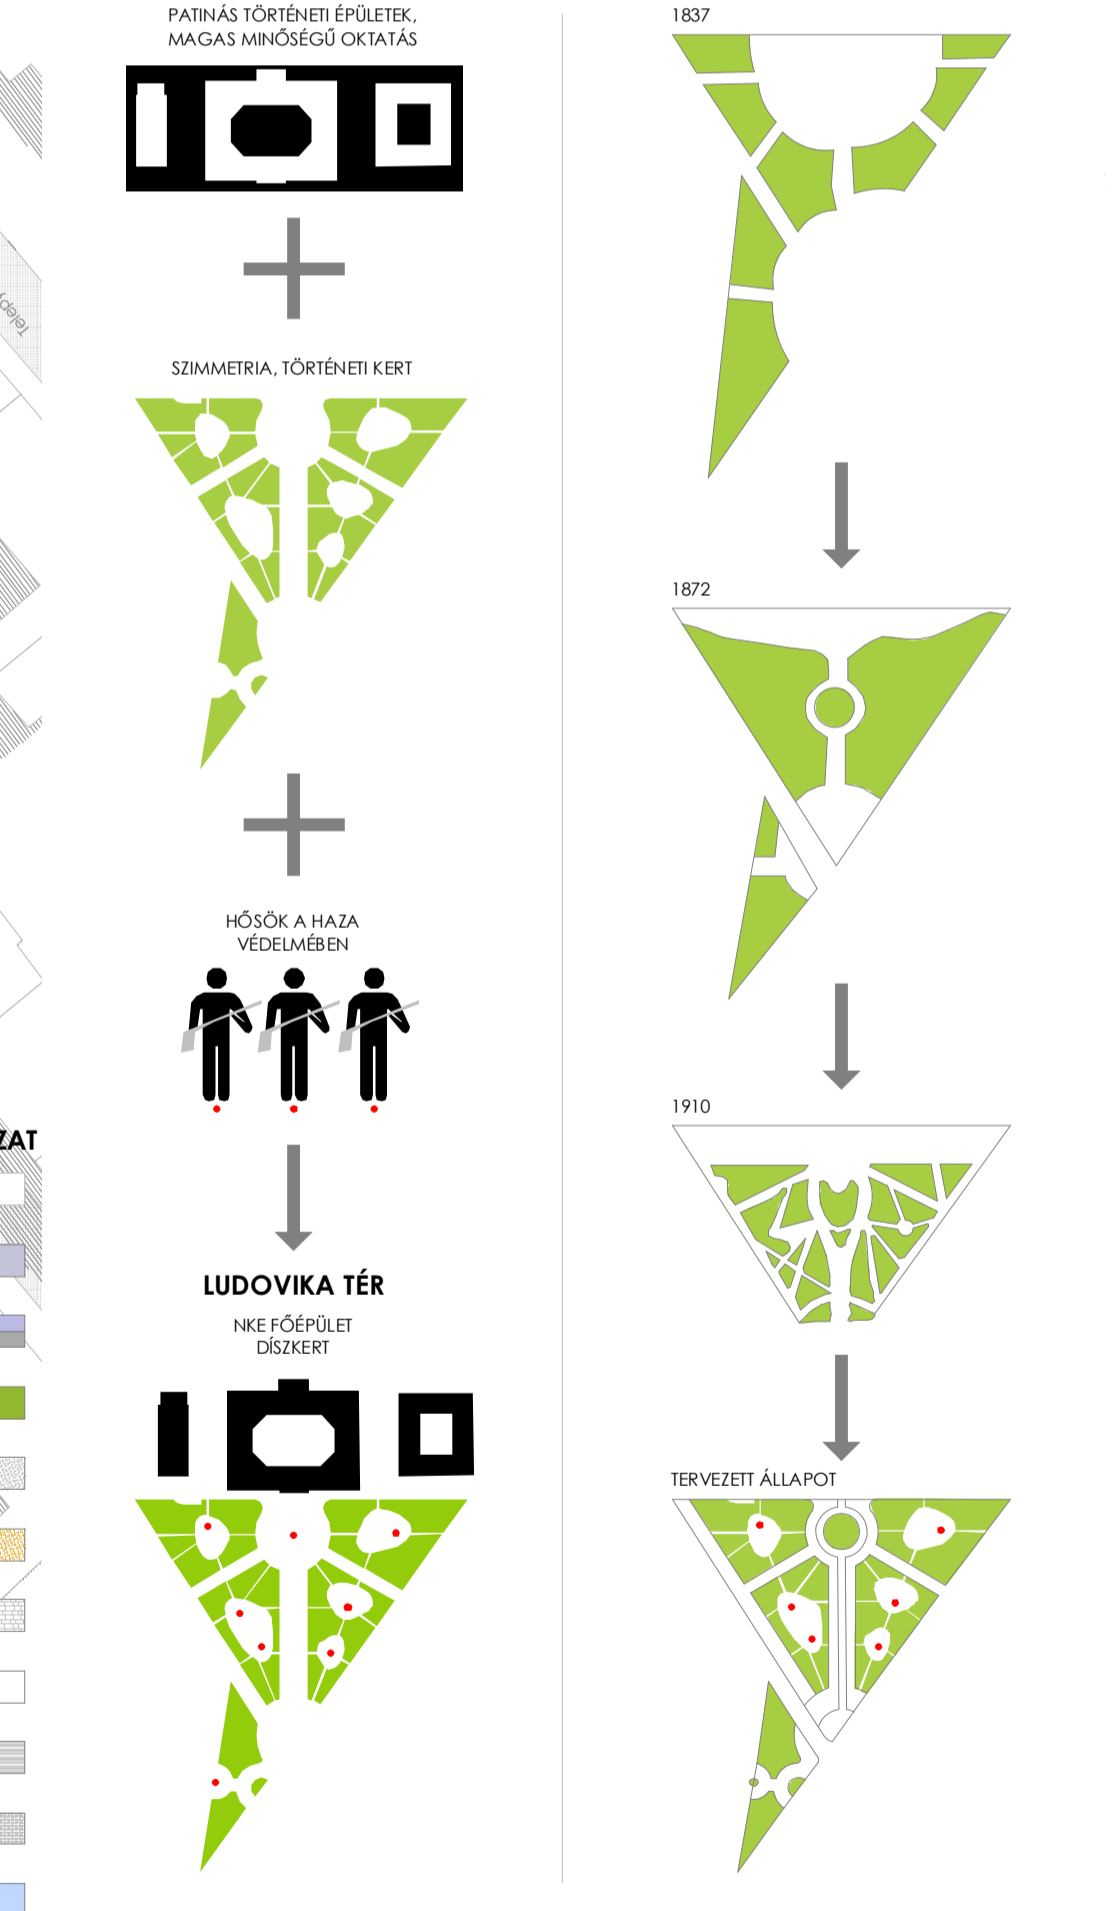 PATINÁS TÖRTÉNETI ÉPÜLETEK,
MAGAS MINŐSÉGŰ OKTATÁS
SZIMMETRIA, TÖRTÉNETI KERT
HŐSÖK A HAZA
VÉDELMÉBEN
LUDOVIKA TÉR
NKE FŐÉPÜLET
DÍSZKERT
1837
1872
1910
TERVEZETT ÁLLAPOT
Telepy
ZAT